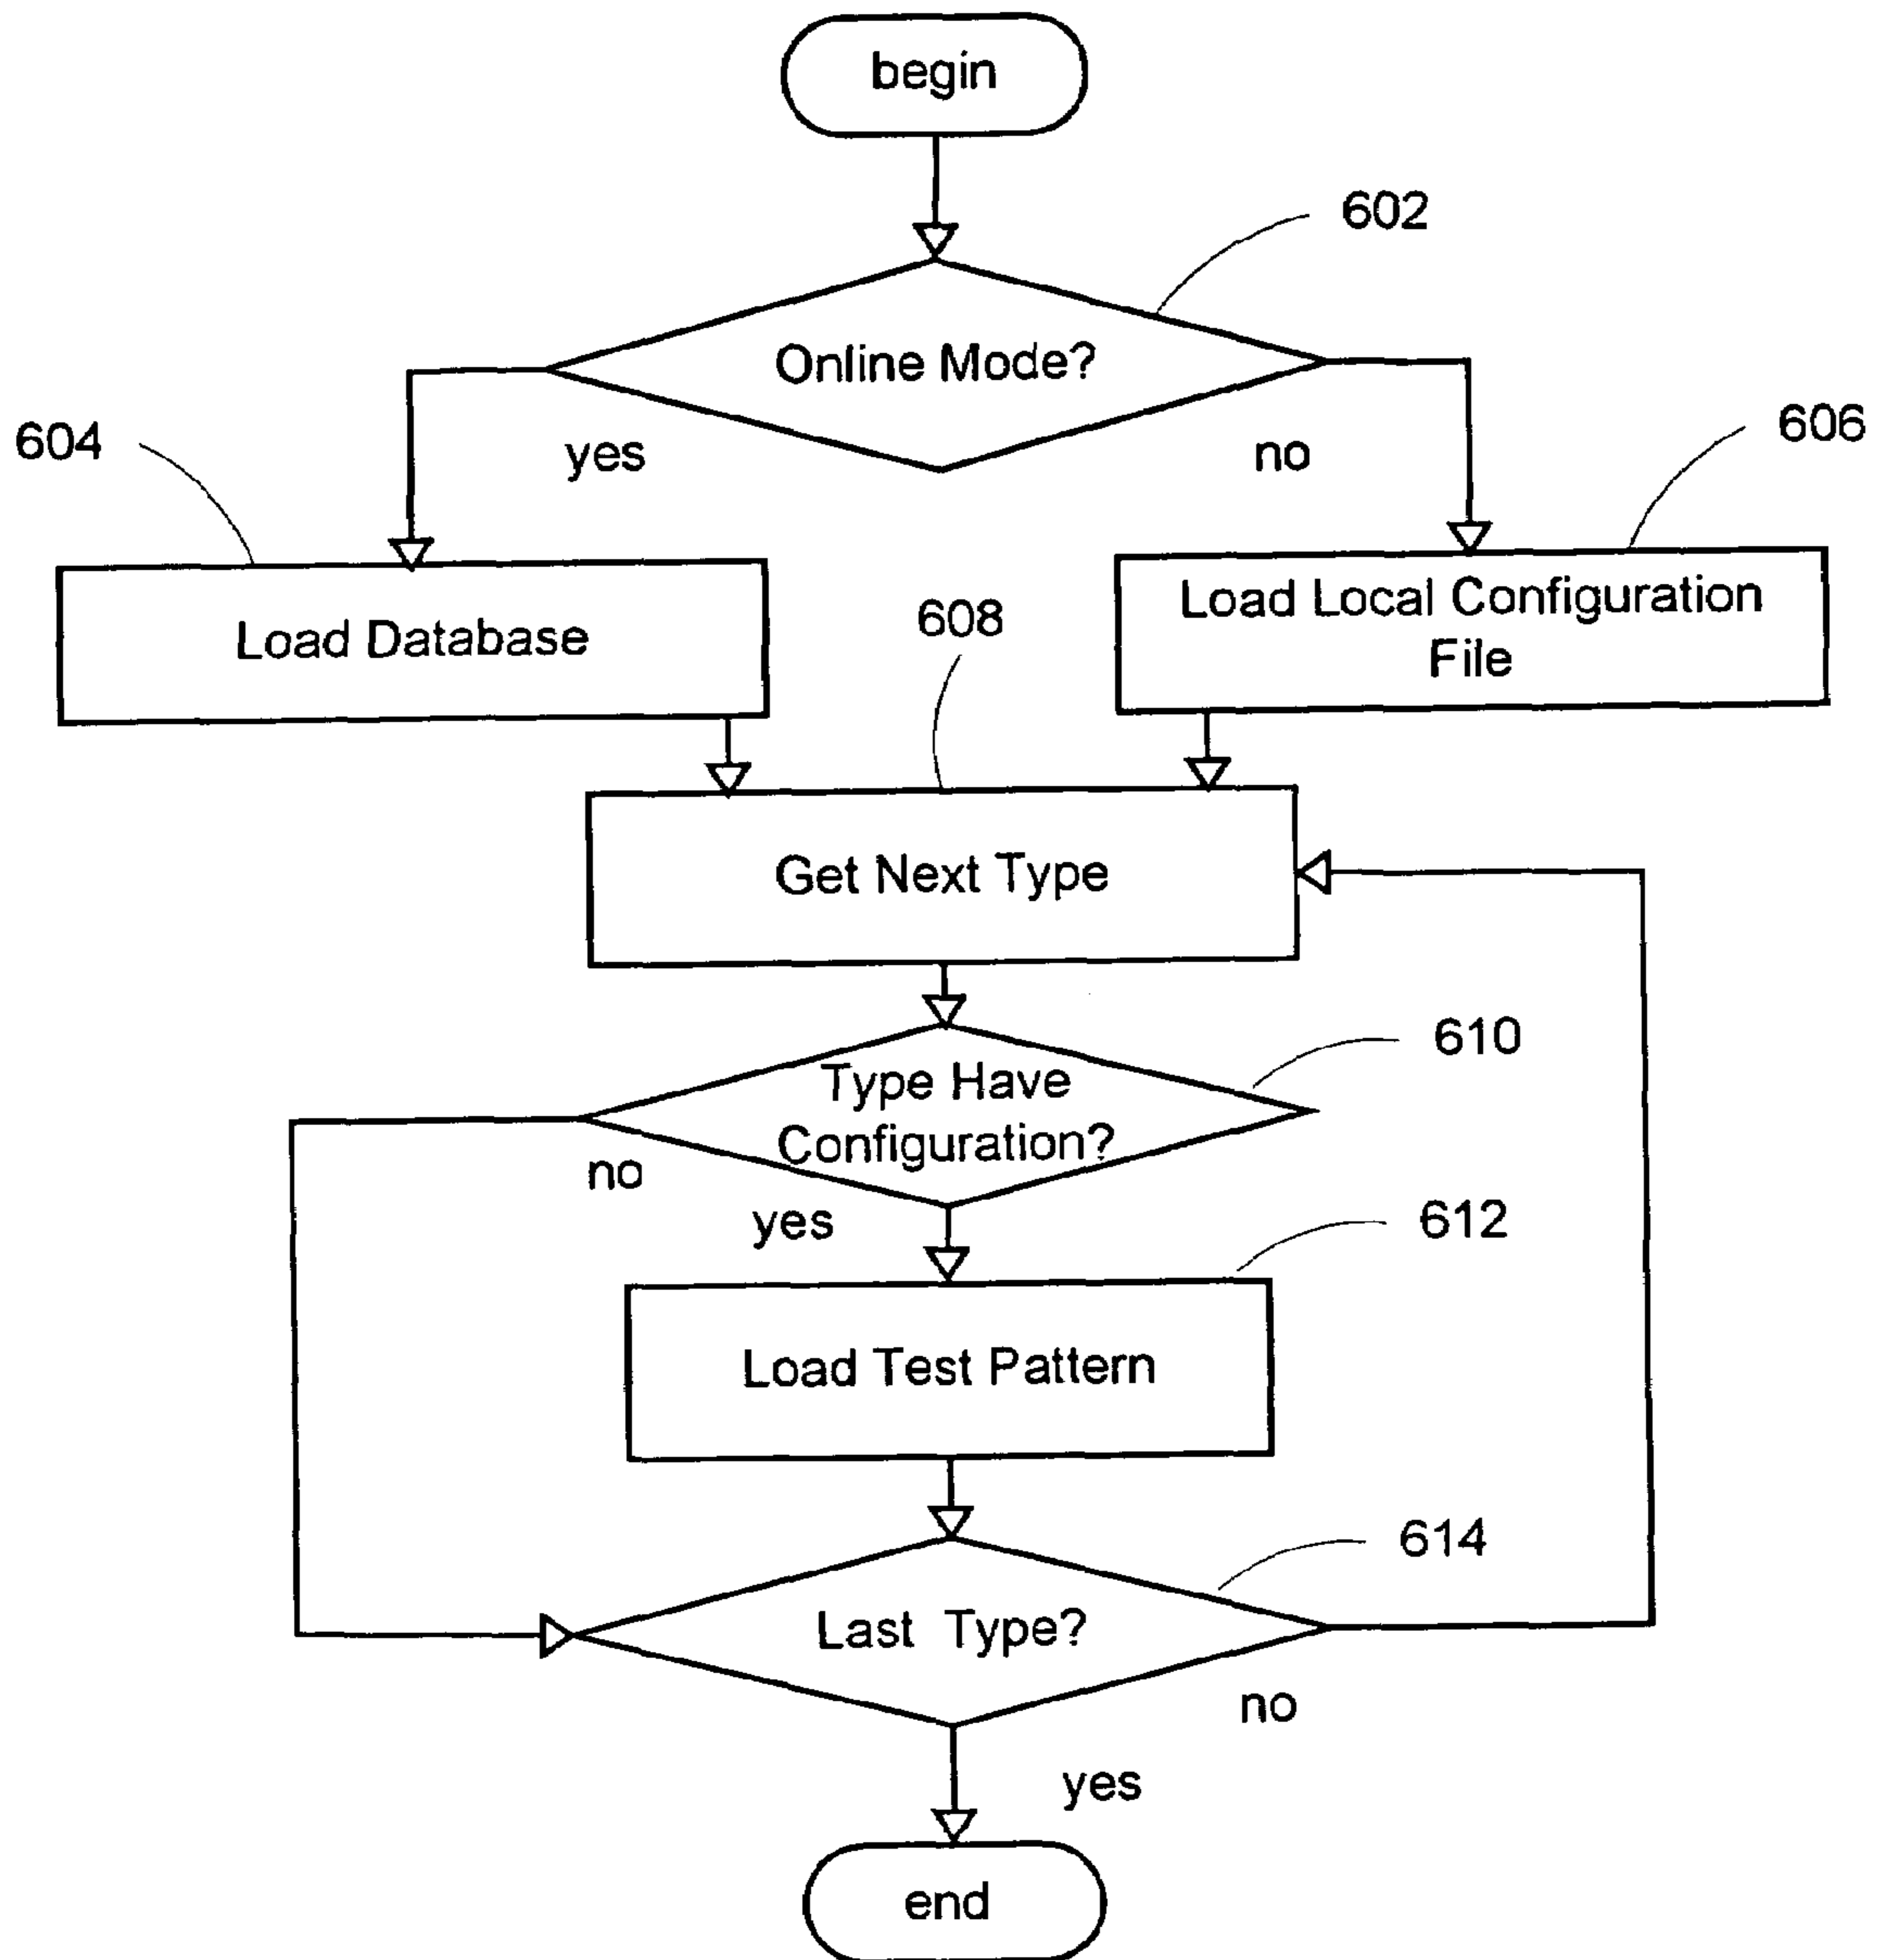 begin
602
Online Mode?
604
yes
no
606
Load Database
608
Load Local Configuration
File
Get Next Type
610
Type Have
Configuration?
no
yes
612
Load Test Pattern
614
Last Type?
no
yes
end